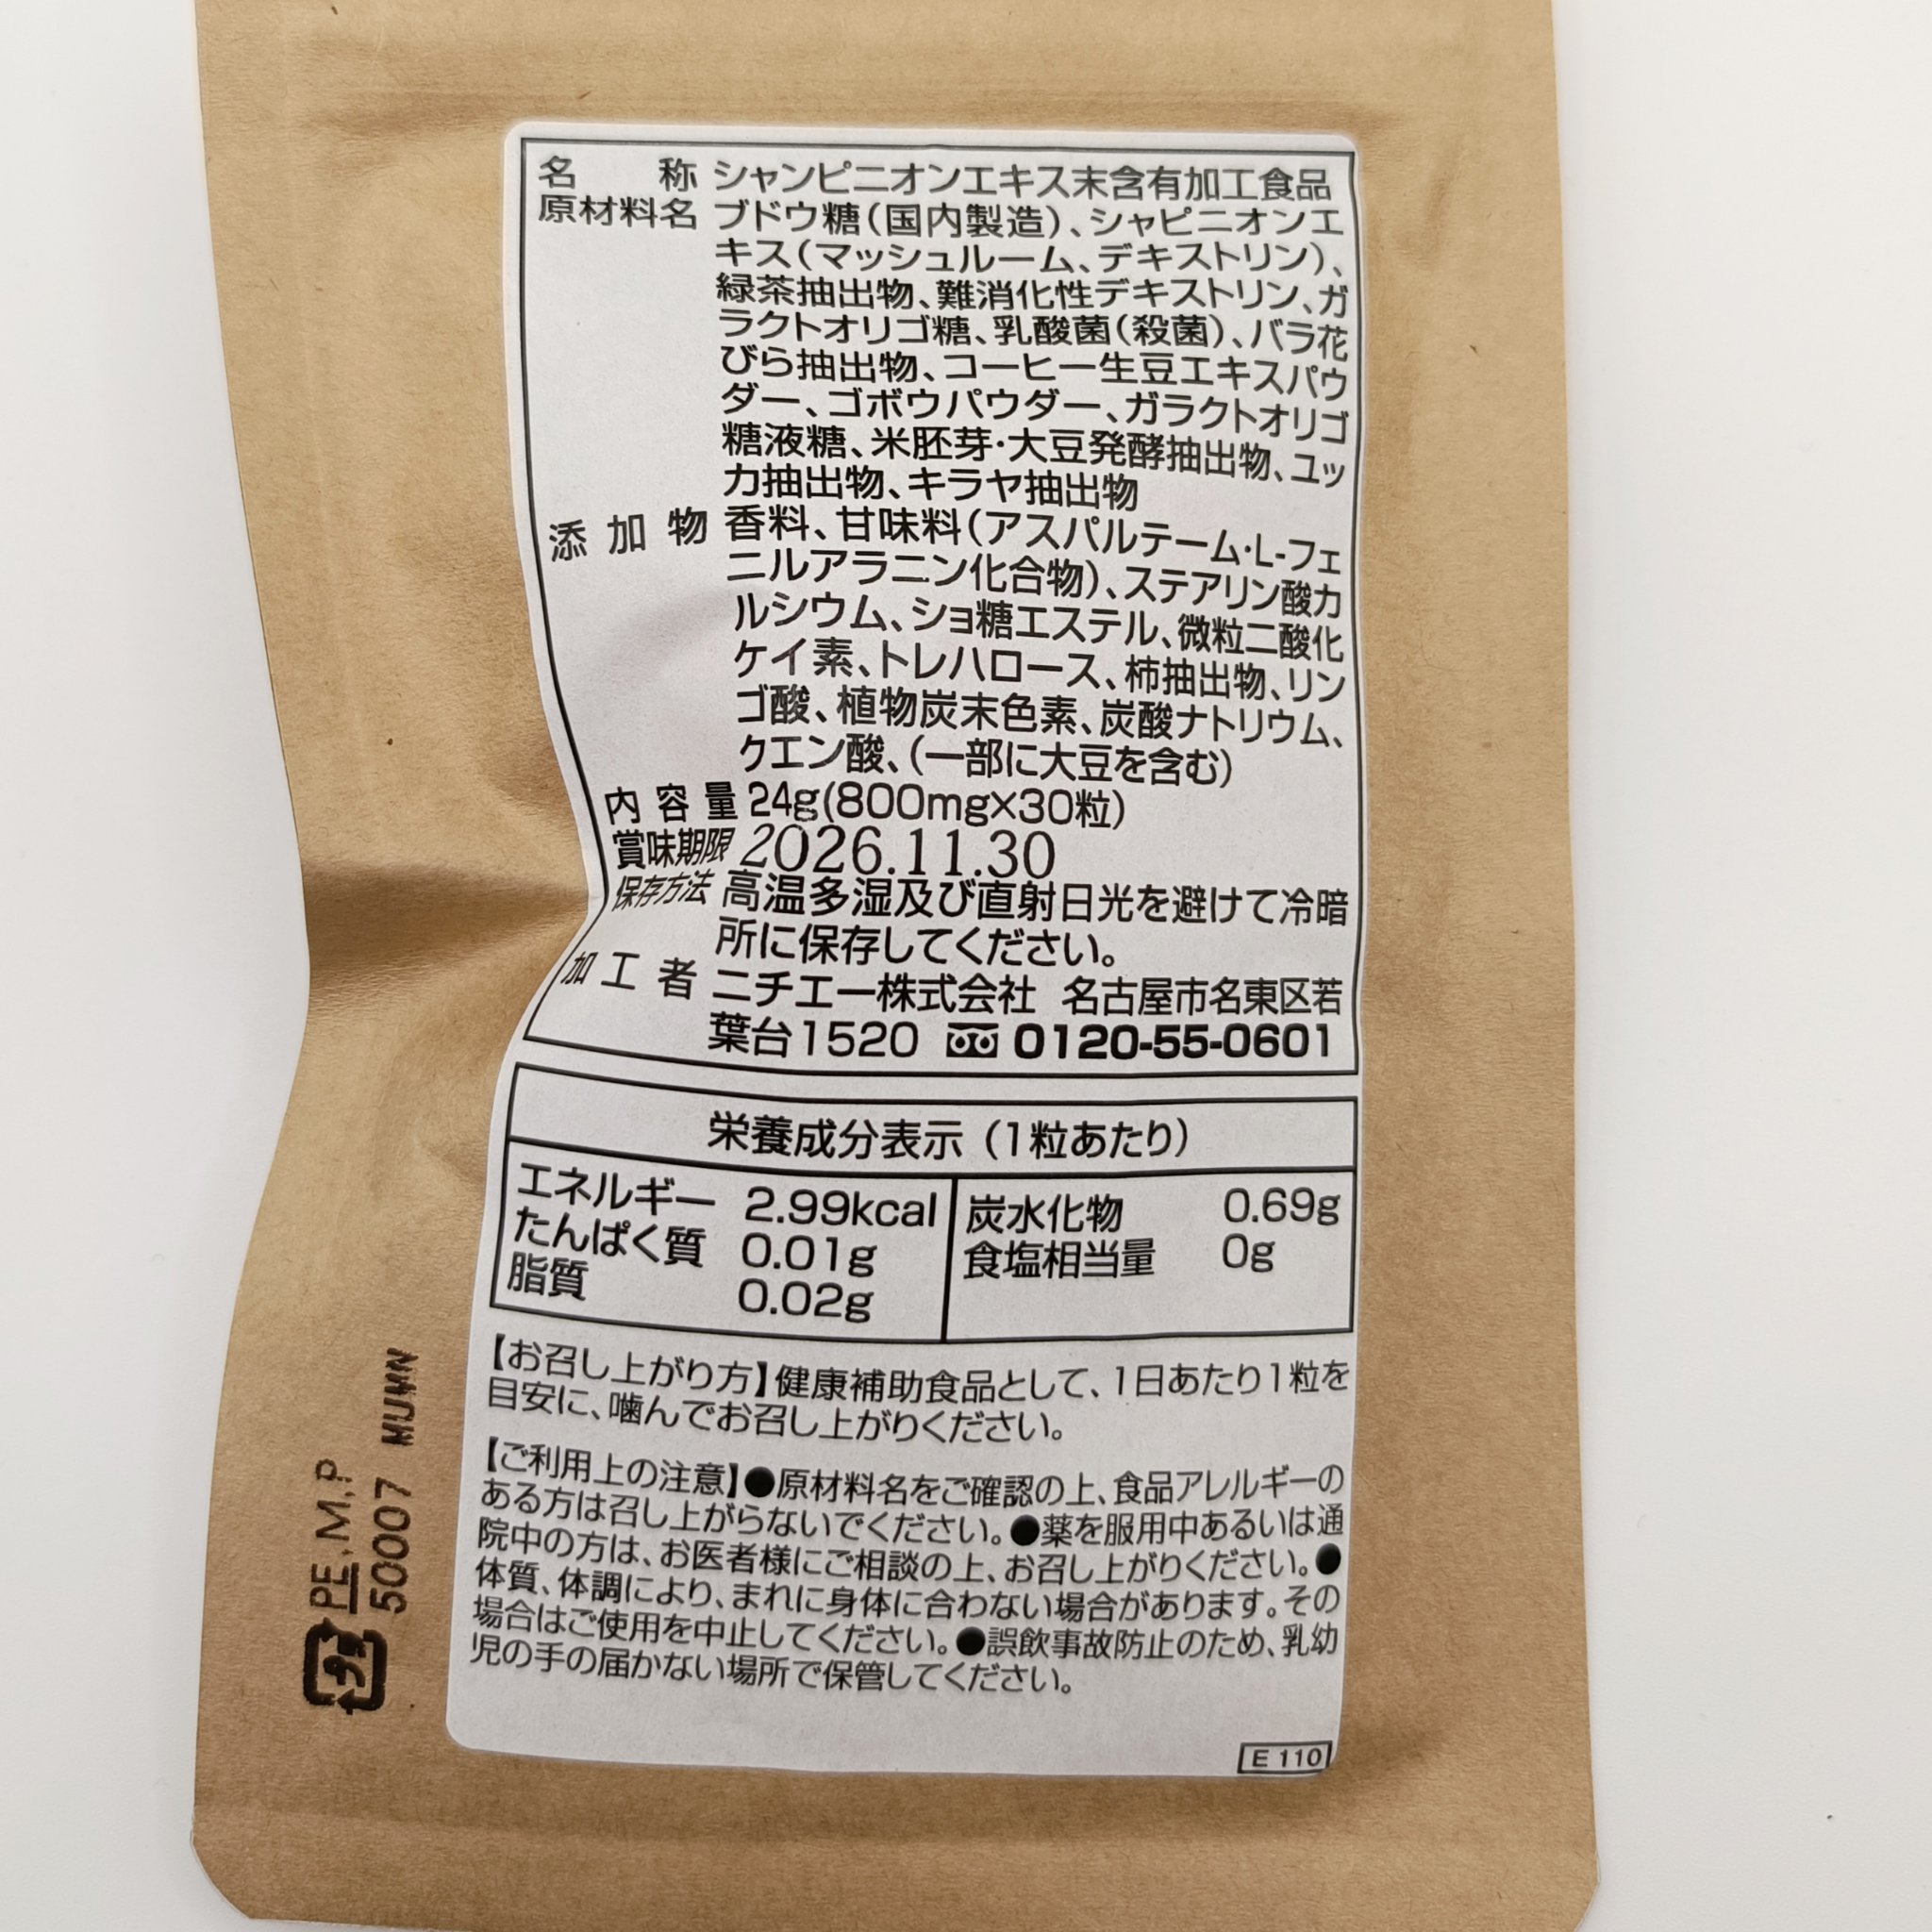 名称 シャンピニオンエキス末含有加工食品
原材料名 ブドウ糖(国内製造)、シャピニオンエ
キス(マッシュルーム、デキストリン)、
緑茶抽出物、難消化性デキストリン、ガ
ラクトオリゴ糖、乳酸菌(殺菌)、バラ花
びら抽出物、コーヒー生豆エキスパウ
ダー、ゴボウパウダー、ガラクトオリゴ
糖液糖、米胚芽・大豆発酵抽出物、ユッ
カ抽出物、キラヤ抽出物
添加物 香料、甘味料(アスパルテーム・L-フェ
ニルアラニン化合物)、ステアリン酸カ
ルシウム、ショ糖エステル、微粒二酸化
ケイ素、トレハロース、柿抽出物、リン
ゴ酸、植物炭末色素、炭酸ナトリウム、
クエン酸、(一部に大豆を含む)
内容量 24g(800mg×30粒)
賞味期限 2026.11.30
保存方法 高温多湿及び直射日光を避けて冷暗
所に保存してください。
加工者 ニチエー株式会社 名古屋市名東区若
葉台1520 0120-55-0601
栄養成分表示(1粒あたり)
エネルギー 2.99kcal 炭水化物 0.69g
たんぱく質 0.01g 食塩相当量 0g
脂質 0.02g
【お召し上がり方】健康補助食品として、1日あたり1粒を
目安に、噛んでお召し上がりください。
【ご利用上の注意】●原材料名をご確認の上、食品アレルギーの
ある方は召し上がらないでください。●薬を服用中あるいは通
院中の方は、お医者様にご相談の上、お召し上がりください。●
体質、体調により、まれに身体に合わない場合があります。その
場合はご使用を中止してください。●誤飲事故防止のため、乳幼
児の手の届かない場所で保管してください。
E 110
プラ PE,M,P
50007 MUHN